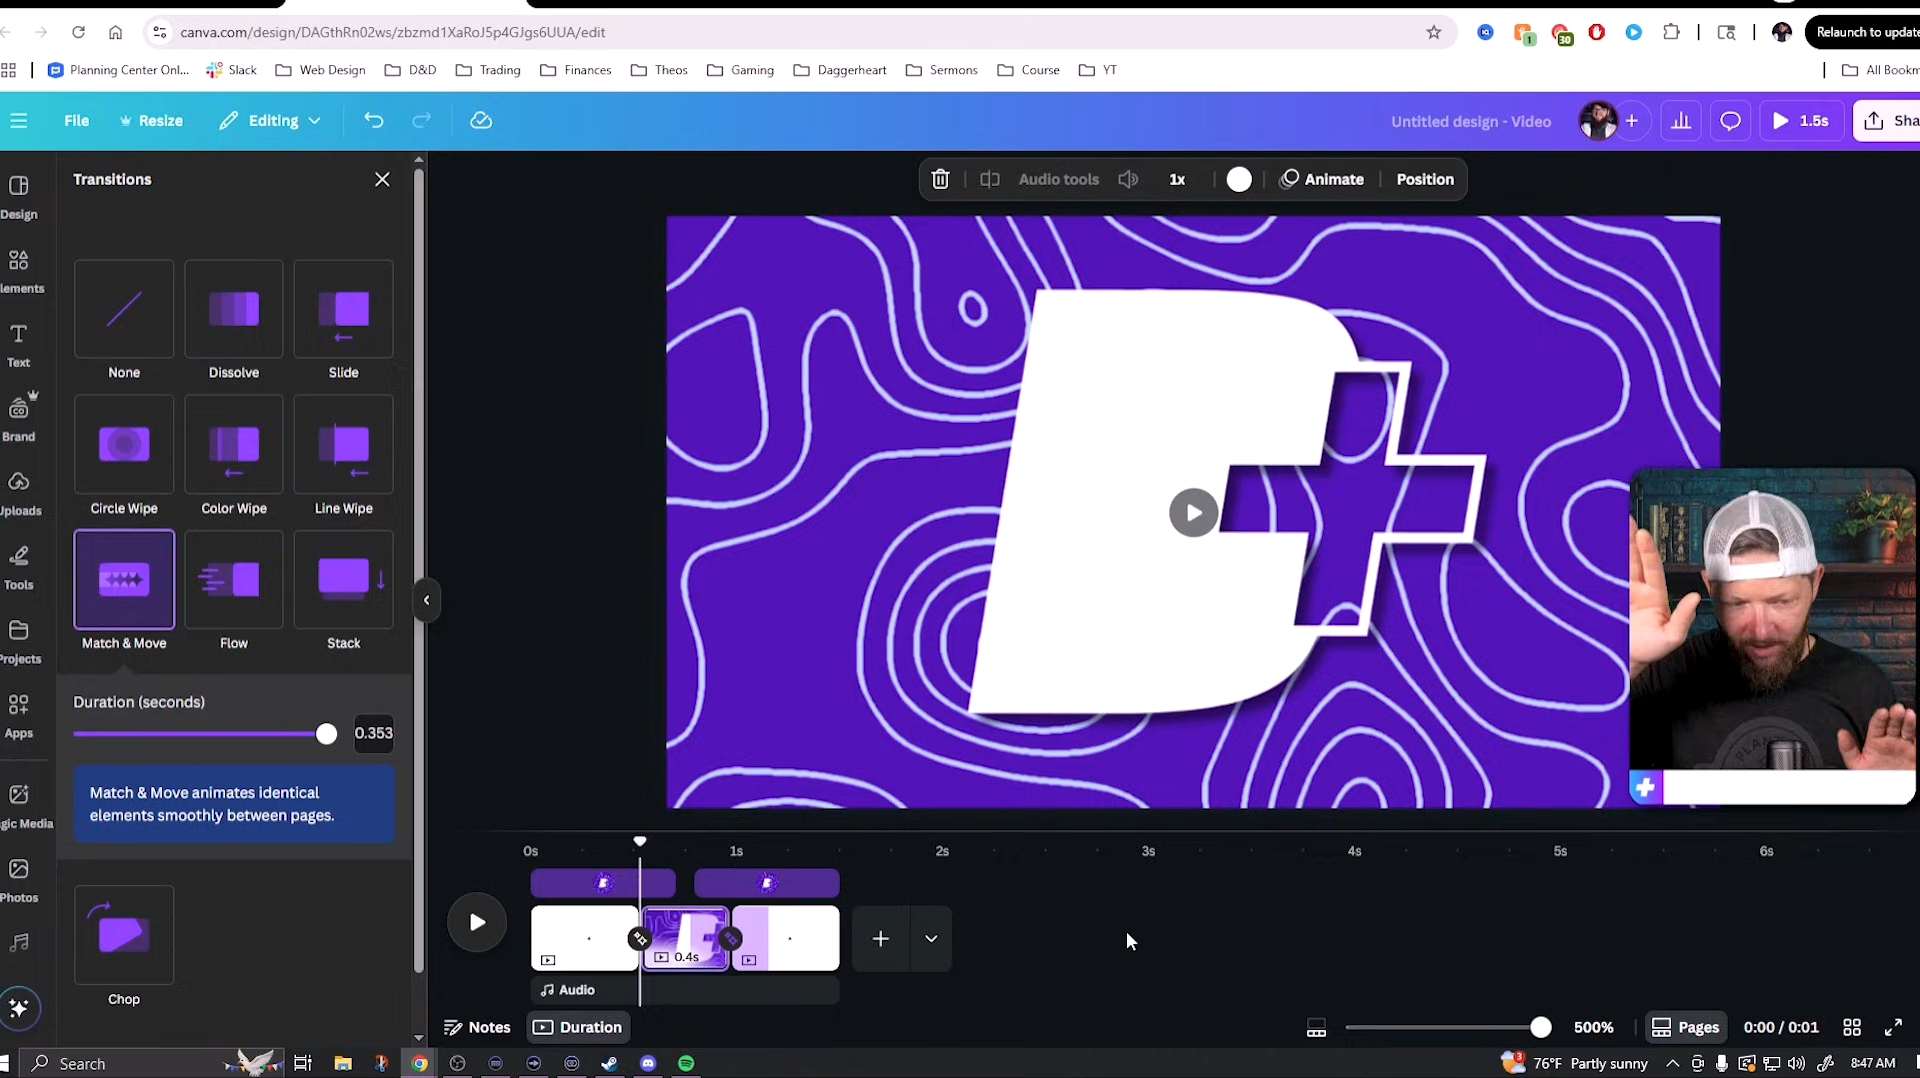 canva.com/design/DAGthRn02ws/zbzmd1XaRoJ5p4GJgs6UUA/edit
1
30
Relaunch to update
Planning Center Onl...
Slack
Web Design
D&D
Trading
Finances
Theos
Gaming
Daggerheart
Sermons
Course
YT
All Bookm
File
Resize
Editing
Untitled design - Video
1.5s
Sha
Transitions
Audio tools
1x
Animate
Position
Design
lements
Text
Brand
Uploads
Tools
Projects
Apps
gic Media
Photos
None
Dissolve
Slide
Circle Wipe
Color Wipe
Line Wipe
Match & Move
Flow
Stack
Duration (seconds)
0.353
Match & Move animates identical
elements smoothly between pages.
Chop
0s
1s
2s
3s
4s
5s
6s
0.4s
Audio
Notes
Duration
500%
Pages
0:00 / 0:01
Search
3
76°F Partly sunny
8:47 AM